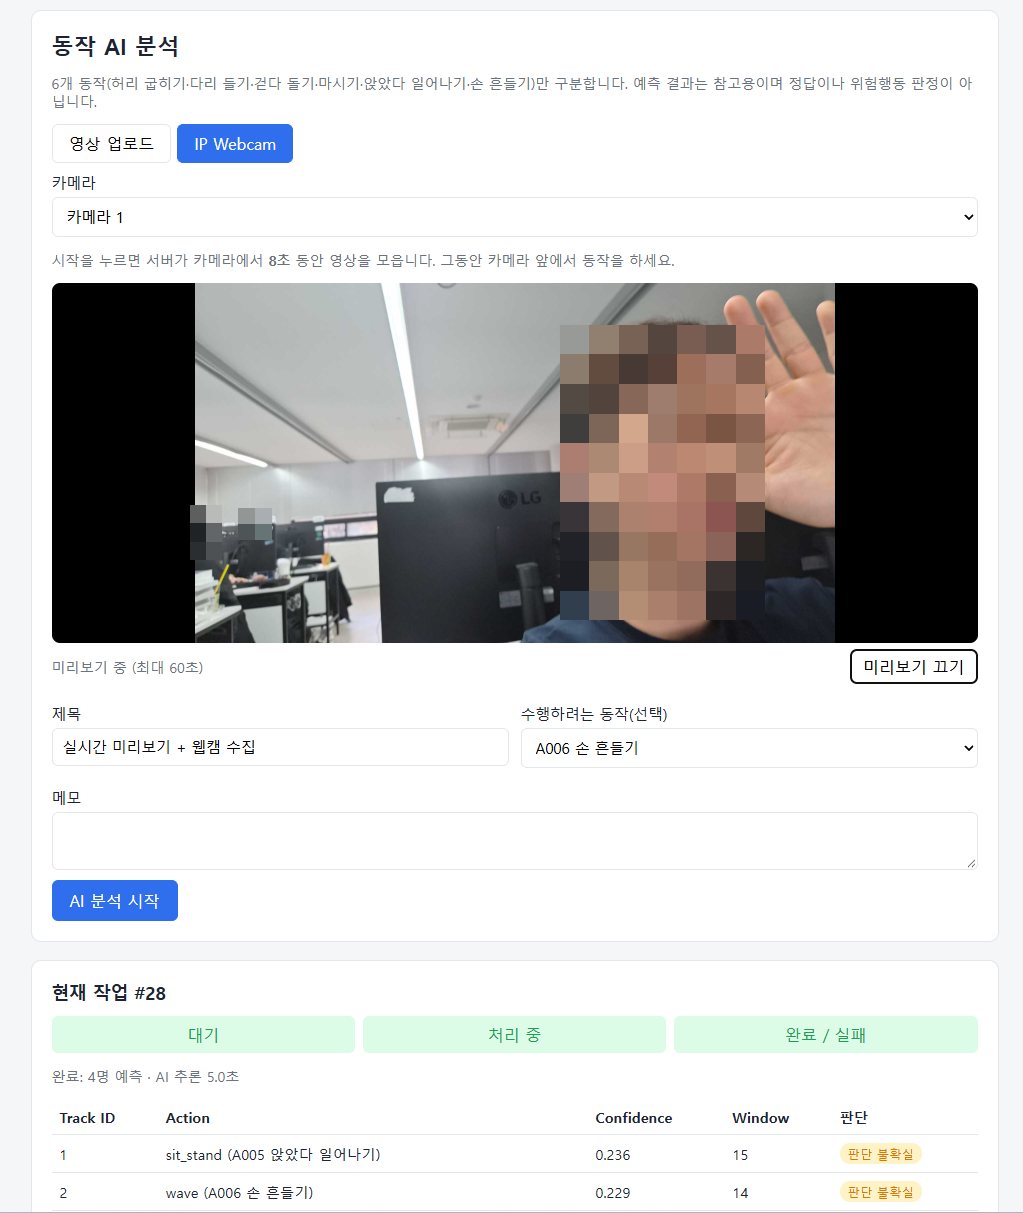 동작 AI 분석
6개 동작(허리 굽히기·다리 들기·걷다 돌기·마시기·앉았다 일어나기·손 흔들기)만 구분합니다. 예측 결과는 참고용이며 정답이나 위험행동 판정이 아
닙니다.
영상 업로드 IP Webcam
카메라
카메라 1
시작을 누르면 서버가 카메라에서 8초 동안 영상을 모읍니다. 그동안 카메라 앞에서 동작을 하세요.
LG
미리보기 중 (최대 60초) 미리보기 끄기
제목 수행하려는 동작(선택)
실시간 미리보기 + 웹캠 수집 A006 손 흔들기
메모
AI 분석 시작
현재 작업 #28
대기 처리 중 완료 / 실패
완료: 4명 예측 · AI 추론 5.0초
Track ID Action Confidence Window 판단
1 sit_stand (A005 앉았다 일어나기) 0.236 15 판단 불확실
2 wave (A006 손 흔들기) 0.229 14 판단 불확실